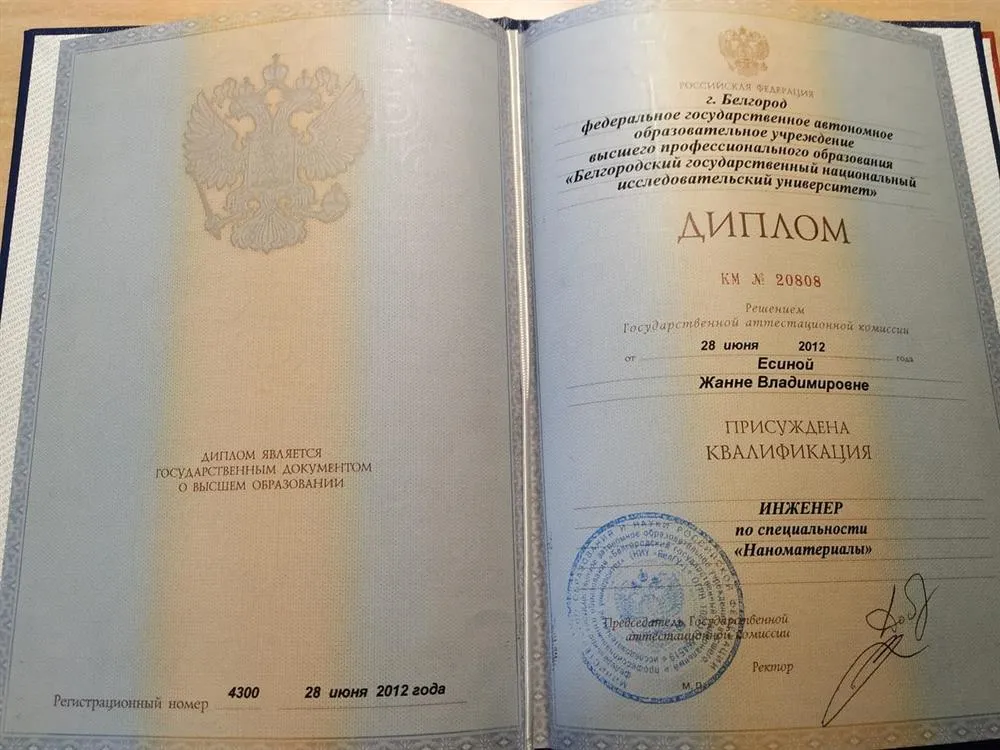 ДИПЛОМ ЯВЛЯЕТСЯ
ГОСУДАРСТВЕННЫМ ДОКУМЕНТОМ
О ВЫСШЕМ ОБРАЗОВАНИИ
Регистрационный номер 4300 28 июня 2012 года
РОССИЙСКАЯ ФЕДЕРАЦИЯ
г. Белгород
федеральное государственное автономное
образовательное учреждение
высшего профессионального образования
«Белгородский государственный национальный
исследовательский университет»
ДИПЛОМ
КМ № 20808
Решением
Государственной аттестационной комиссии
от 28 июня 2012 года
Есиной
Жанне Владимировне
ПРИСУЖДЕНА
КВАЛИФИКАЦИЯ
ИНЖЕНЕР
по специальности
«Наноматериалы»
Председатель Государственной
аттестационной комиссии
Ректор
М.П.